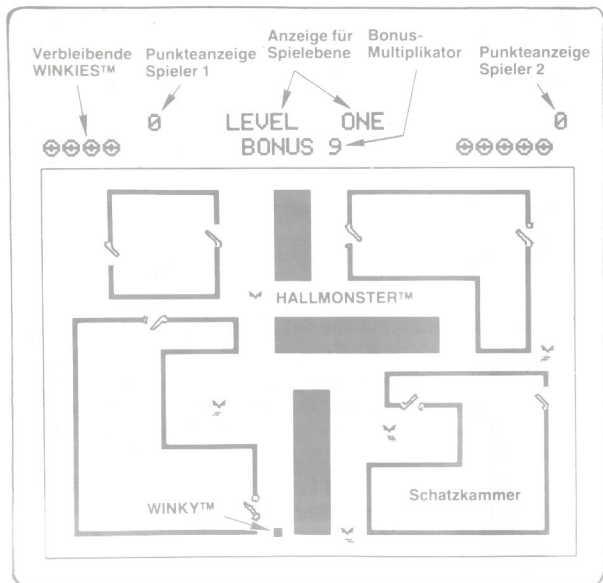 Verbleibende
WINKIES™
Punkteanzeige
Spieler 1
Anzeige für
Spielebene
Bonus-
Multiplikator
Punkteanzeige
Spieler 2
0
LEVEL ONE
0
BONUS 9
HALLMONSTER™
Schatzkammer
WINKY™